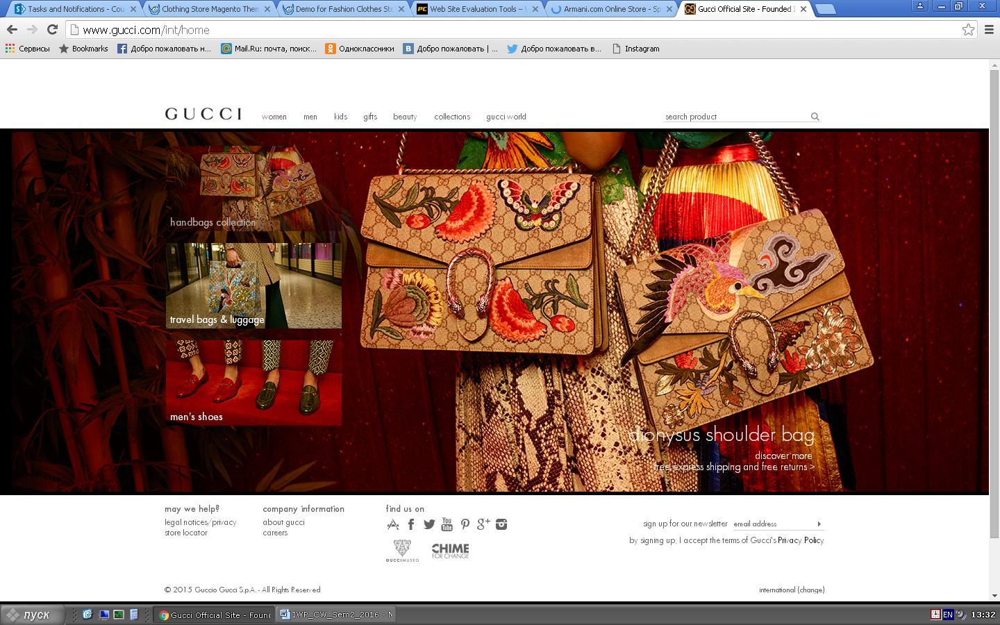 Tasks and Notifications - Cou
Clothing Store Magento Them
Demo for Fashion Clothes Sto
PC Web Site Evaluation Tools –
Armani.com Online Store - Sp
Gucci Official Site - Founded
www.gucci.com/int/home
Сервисы
Bookmarks
Добро пожаловать н...
Mail.Ru: почта, поиск...
Одноклассники
Добро пожаловать | ...
Добро пожаловать в...
Instagram
GUCCI
women
men
kids
gifts
beauty
collections
gucci world
search product
handbags collection
travel bags & luggage
men's shoes
dionysus shoulder bag
discover more
free express shipping and free returns >
may we help?
legal notices/privacy
store locator
company information
about gucci
careers
find us on
You Tube
g+
GUCCIMUSEO
CHIME
FOR CHANGE
sign up for our newsletter
email address
by signing up, I accept the terms of Gucci's Privacy Policy
© 2015 Guccio Gucci S.p.A. - All Rights Reserved
international (change)
пуск
Gucci Official Site - Found
IWP_CW_Sem2_2016 - M
EN
13:32